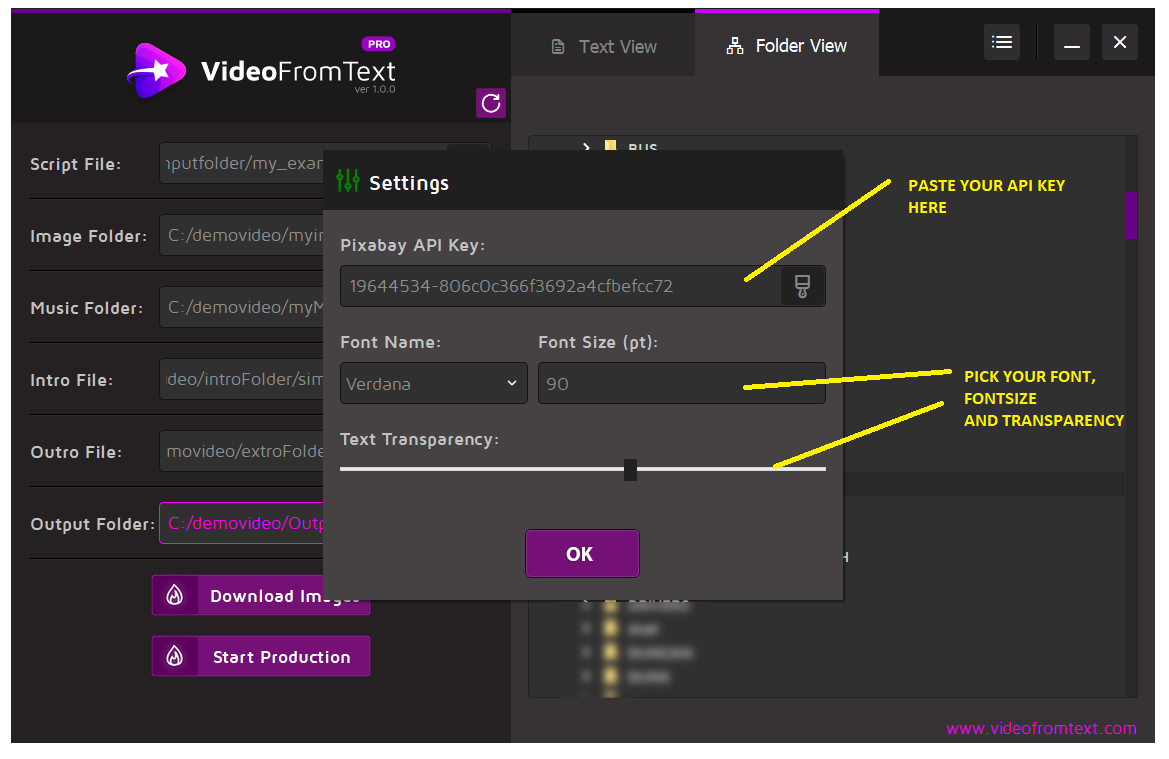 PRO
VideoFromText
ver 1.0.0
Text View
Folder View
Script File:
nputfolder/my_exar
Image Folder:
C:/demovideo/myir
Music Folder:
C:/demovideo/myM
Intro File:
deo/introFolder/sim
Outro File:
movideo/extroFolde
Output Folder:
C:/demovideo/Outp
Download Images
Start Production
BUS
Settings
Pixabay API Key:
19644534-806c0c366f3692a4cfbefcc72
Font Name:
Font Size (pt):
Verdana
90
Text Transparency:
OK
PASTE YOUR API KEY
HERE
PICK YOUR FONT,
FONTSIZE
AND TRANSPARENCY
H
www.videofromtext.com